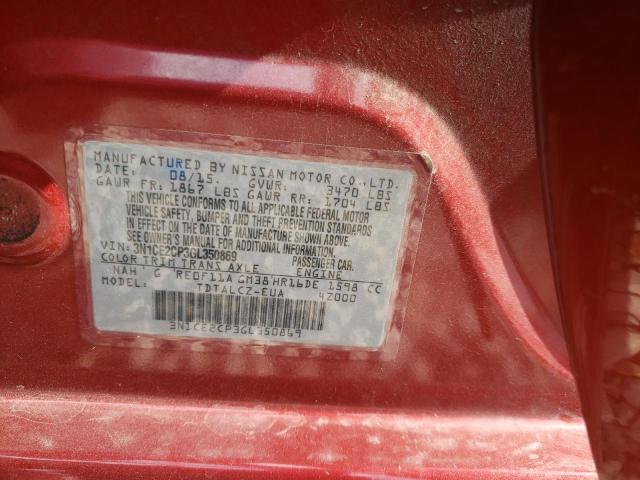 MANUFACTURED BY NISSAN MOTOR CO., LTD.
DATE: 08/15 GVWR: 3470 LBS
GAWR FR: 1867 LBS GAWR RR: 1704 LBS
THIS VEHICLE CONFORMS TO ALL APPLICABLE FEDERAL MOTOR
VEHICLE SAFETY, BUMPER AND THEFT PREVENTION STANDARDS
IN EFFECT ON THE DATE OF MANUFACTURE SHOWN ABOVE.
SEE OWNER'S MANUAL FOR ADDITIONAL INFORMATION.
VIN: 3N1CE2CP3GL350869 PASSENGER CAR.
COLOR TRIM TRANS AXLE ENGINE
NAH G RE0F11A GM38 HR16DE 1598 CC
MODEL: TDTALCZ-EUA 4Z000
3N1CE2CP3GL350869